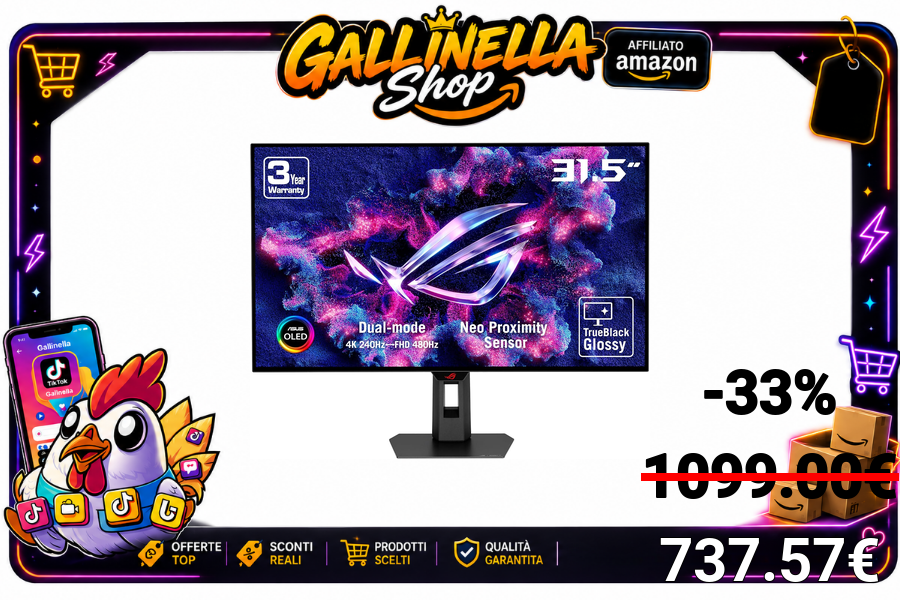 GALLINELLA
Shop
AFFILIATO
amazon
3 Year
Warranty
31.5"
ASUS
OLED
Dual-mode
4K 240Hz—FHD 480Hz
Neo Proximity
Sensor
TrueBlack
Glossy
Gallinella
TikTok
Gallinella
-33%
1099.00€
737.57€
OFFERTE
TOP
SCONTI
REALI
PRODOTTI
SCELTI
QUALITÀ
GARANTITA